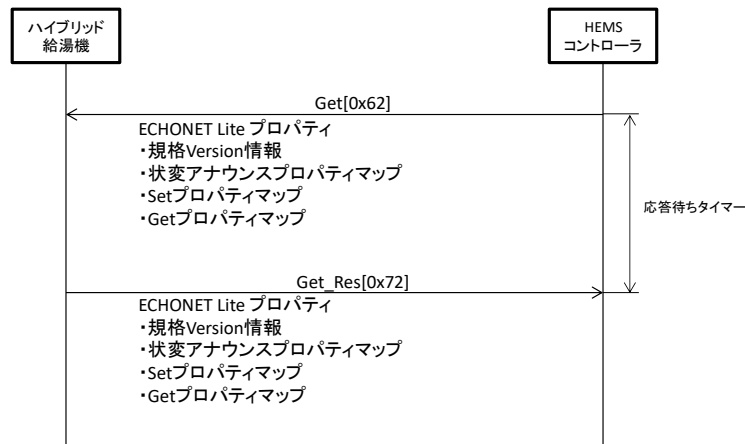 ハイブリッド
給湯機
HEMS
コントローラ
Get[0x62]
ECHONET Lite プロパティ
・規格Version情報
・状変アナウンスプロパティマップ
・Setプロパティマップ
・Getプロパティマップ
応答待ちタイマー
Get_Res[0x72]
ECHONET Lite プロパティ
・規格Version情報
・状変アナウンスプロパティマップ
・Setプロパティマップ
・Getプロパティマップ